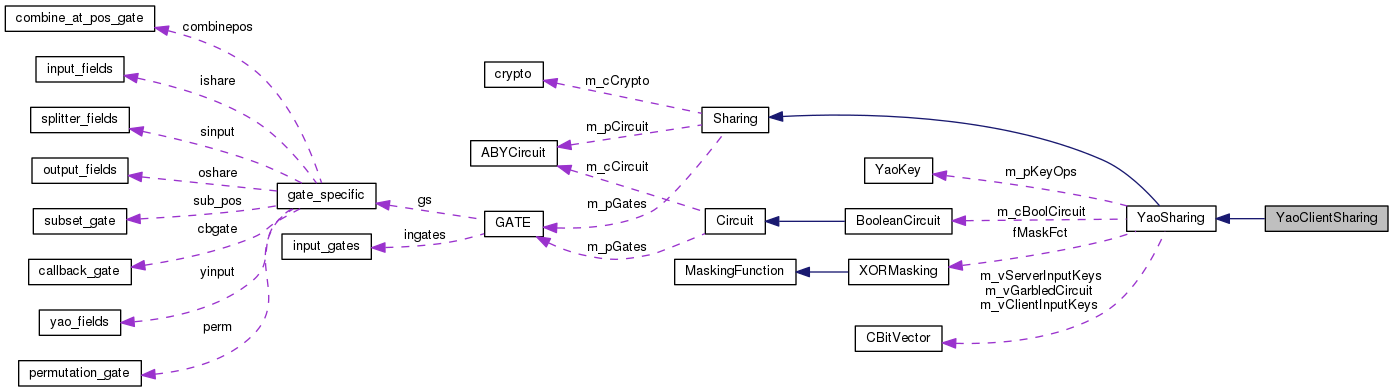 combine_at_pos_gate
combinepos
input_fields
ishare
splitter_fields
sinput
output_fields
oshare
subset_gate
sub_pos
callback_gate
cbgate
yao_fields
yinput
permutation_gate
perm
gate_specific
gs
input_gates
ingates
GATE
crypto
m_cCrypto
ABYCircuit
m_pCircuit
m_cCircuit
m_pGates
m_pGates
Sharing
Circuit
BooleanCircuit
MaskingFunction
XORMasking
YaoKey
m_pKeyOps
m_cBoolCircuit
fMaskFct
m_vServerInputKeys
m_vGarbledCircuit
m_vClientInputKeys
CBitVector
YaoSharing
YaoClientSharing